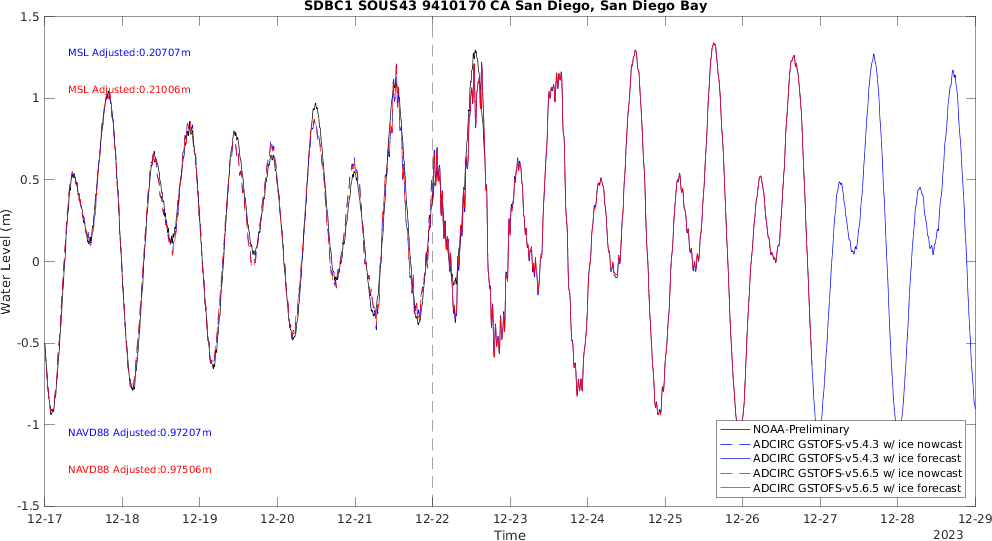 SDBC1 SOUS43 9410170 CA San Diego, San Diego Bay
1.5
MSL Adjusted:0.20707m
MSL Adjusted:0.21006m
1
0.5
0
Water Level (m)
-0.5
-1
NAVD88 Adjusted:0.97207m
NAVD88 Adjusted:0.97506m
-1.5
NOAA-Preliminary
ADCIRC GSTOFS-v5.4.3 w/ ice nowcast
ADCIRC GSTOFS-v5.4.3 w/ ice forecast
ADCIRC GSTOFS-v5.6.5 w/ ice nowcast
ADCIRC GSTOFS-v5.6.5 w/ ice forecast
12-17 12-18 12-19 12-20 12-21 12-22 12-23 12-24 12-25 12-26 12-27 12-28 12-29
Time
2023